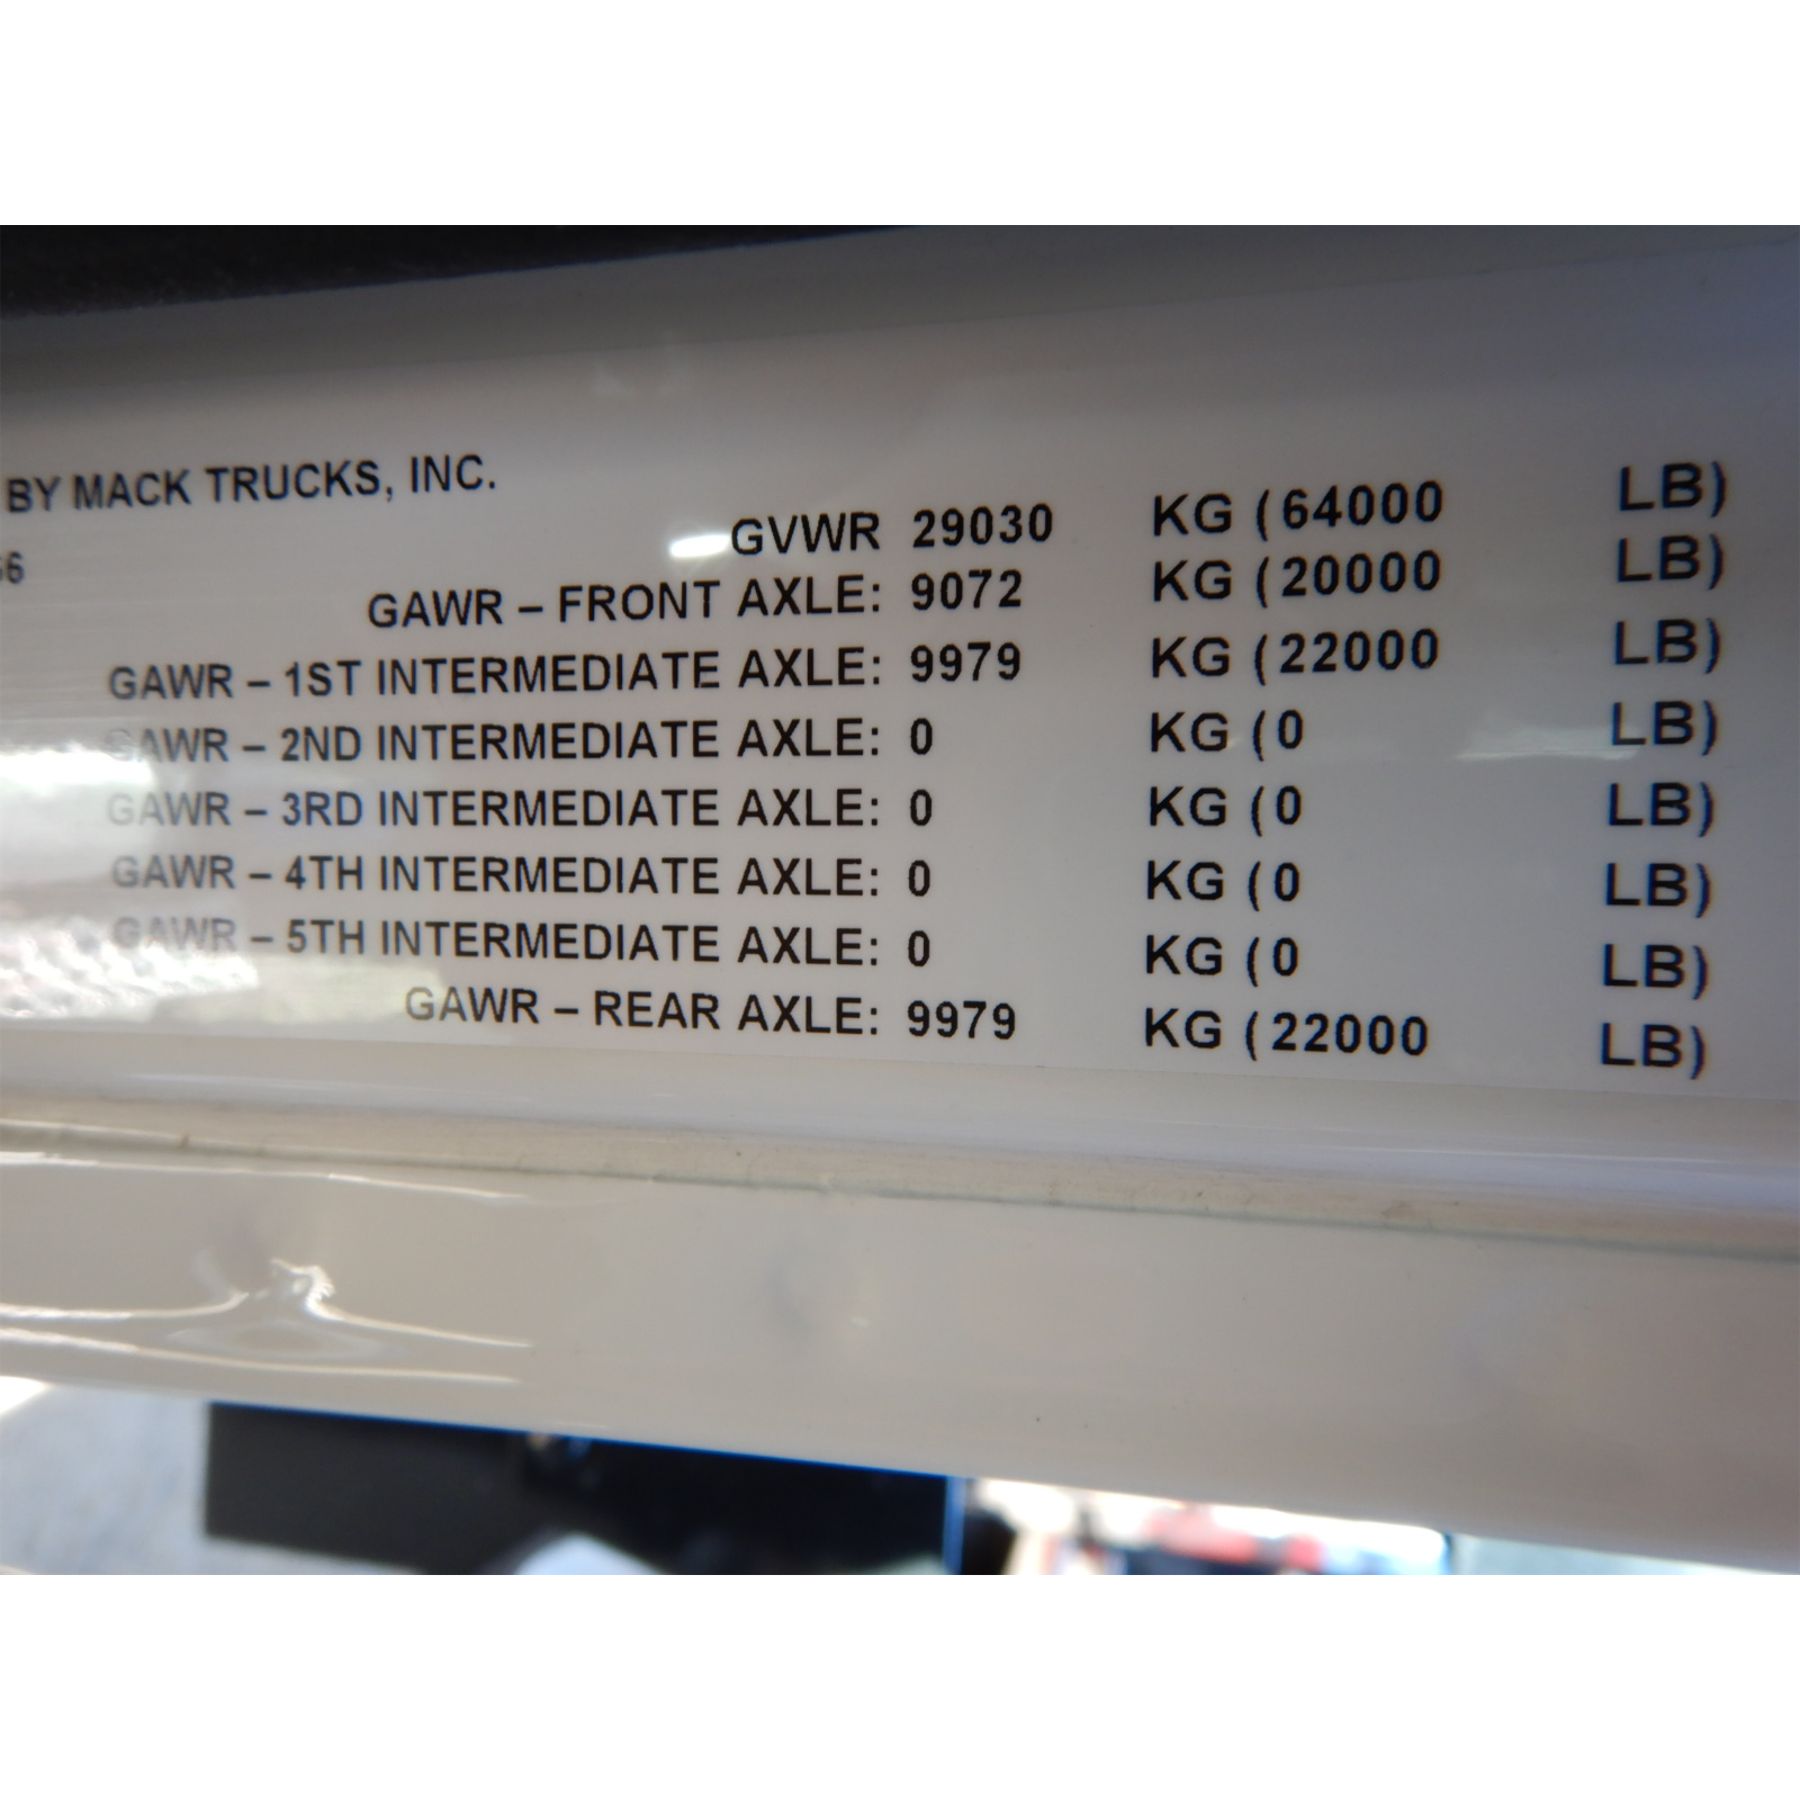 BY MACK TRUCKS, INC.
GVWR 29030 KG (64000 LB)
GAWR – FRONT AXLE: 9072 KG (20000 LB)
GAWR – 1ST INTERMEDIATE AXLE: 9979 KG (22000 LB)
GAWR – 2ND INTERMEDIATE AXLE: 0 KG (0 LB)
GAWR – 3RD INTERMEDIATE AXLE: 0 KG (0 LB)
GAWR – 4TH INTERMEDIATE AXLE: 0 KG (0 LB)
GAWR – 5TH INTERMEDIATE AXLE: 0 KG (0 LB)
GAWR – REAR AXLE: 9979 KG (22000 LB)